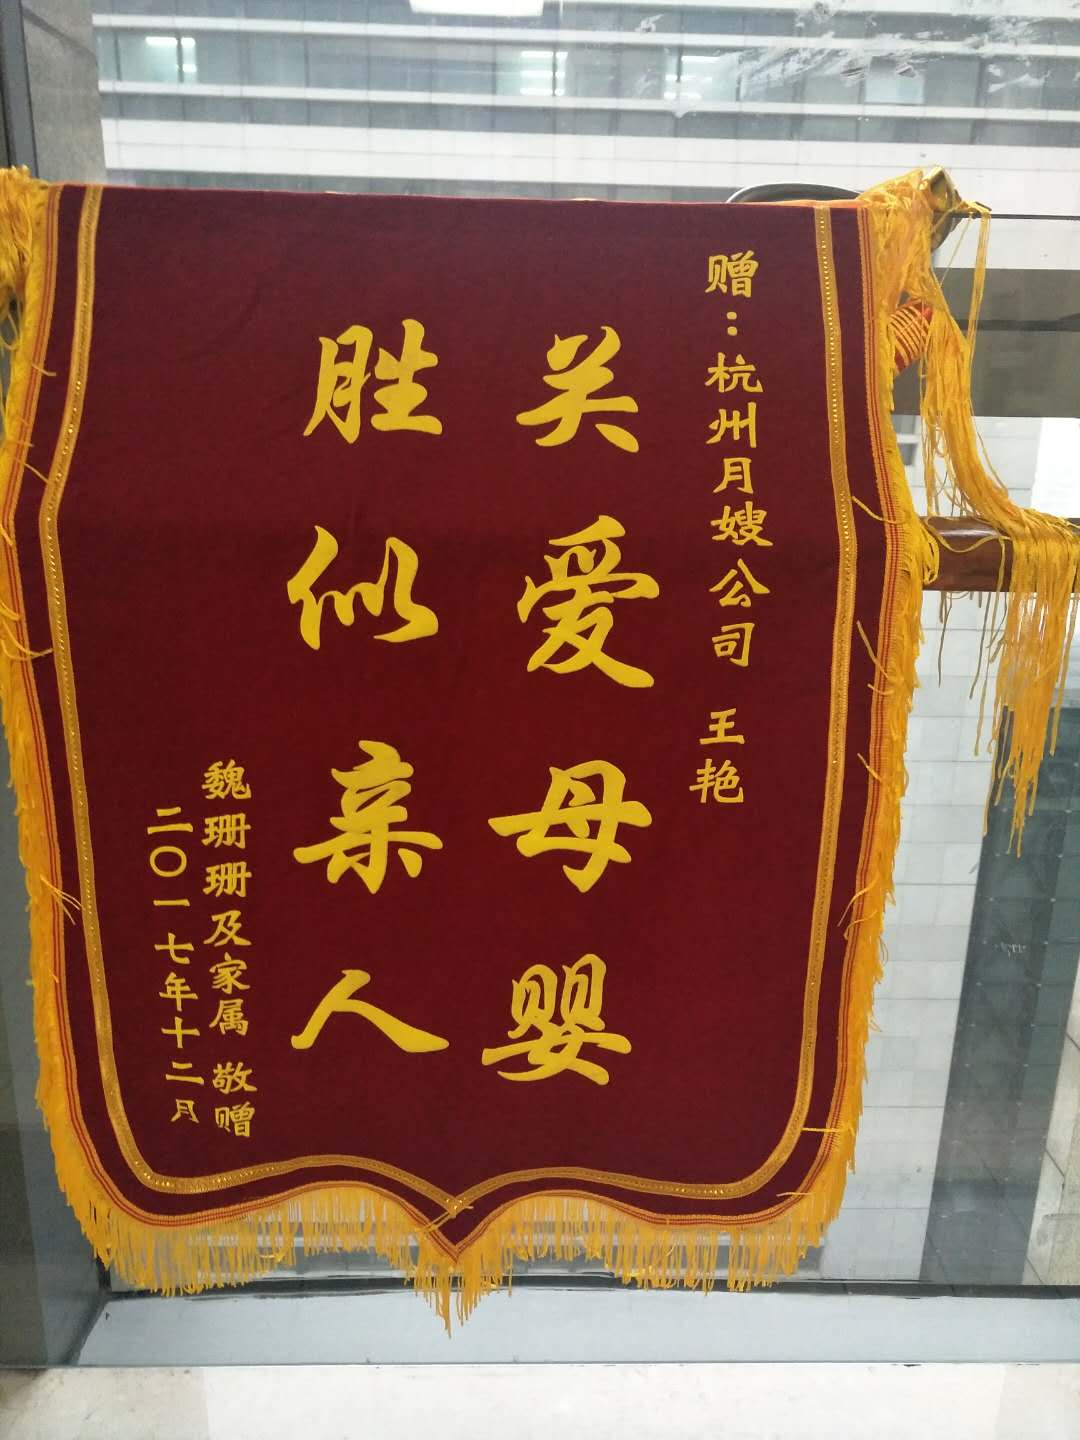 赠：杭州月嫂公司 王艳
关爱母婴
胜似亲人
魏珊珊及家属 敬赠
二〇一七年十二月